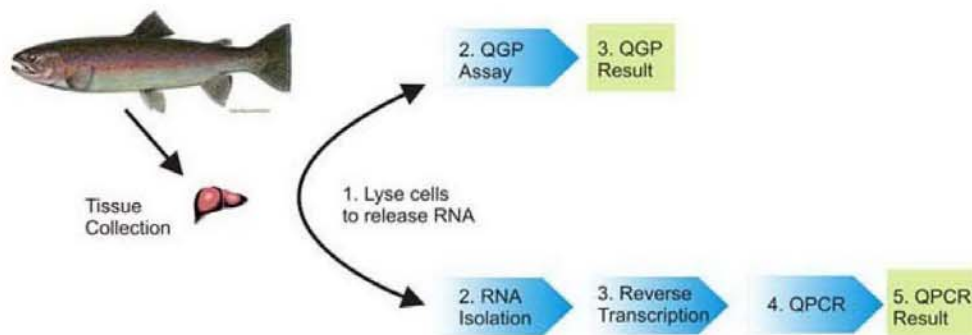 2. QGP
Assay
3. QGP
Result
1. Lyse cells
to release RNA
Tissue
Collection
2. RNA
Isolation
3. Reverse
Transcription
4. QPCR
5. QPCR
Result